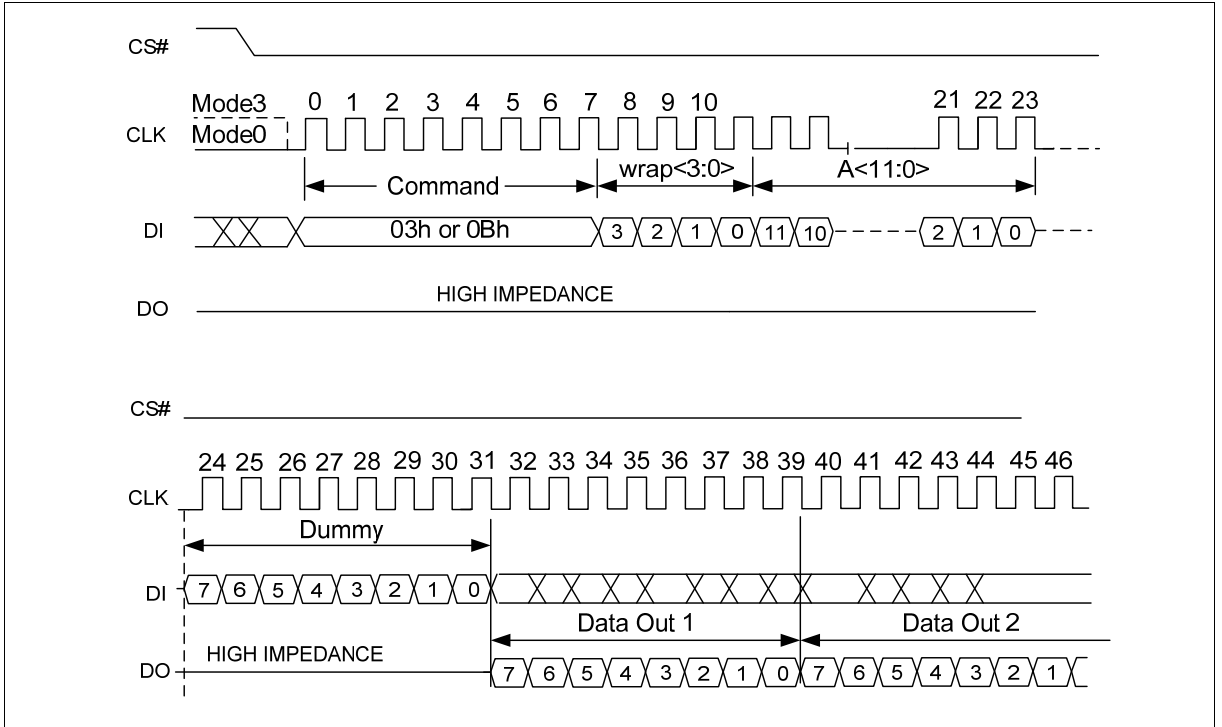 CS#
Mode3 0 1 2 3 4 5 6 7 8 9 10 21 22 23
CLK Mode0
Command wrap<3:0> A<11:0>
DI 03h or 0Bh 3 2 1 0 11 10 2 1 0
HIGH IMPEDANCE
DO
CS#
24 25 26 27 28 29 30 31 32 33 34 35 36 37 38 39 40 41 42 43 44 45 46
CLK
Dummy
DI 7 6 5 4 3 2 1 0
Data Out 1 Data Out 2
HIGH IMPEDANCE
DO 7 6 5 4 3 2 1 0 7 6 5 4 3 2 1